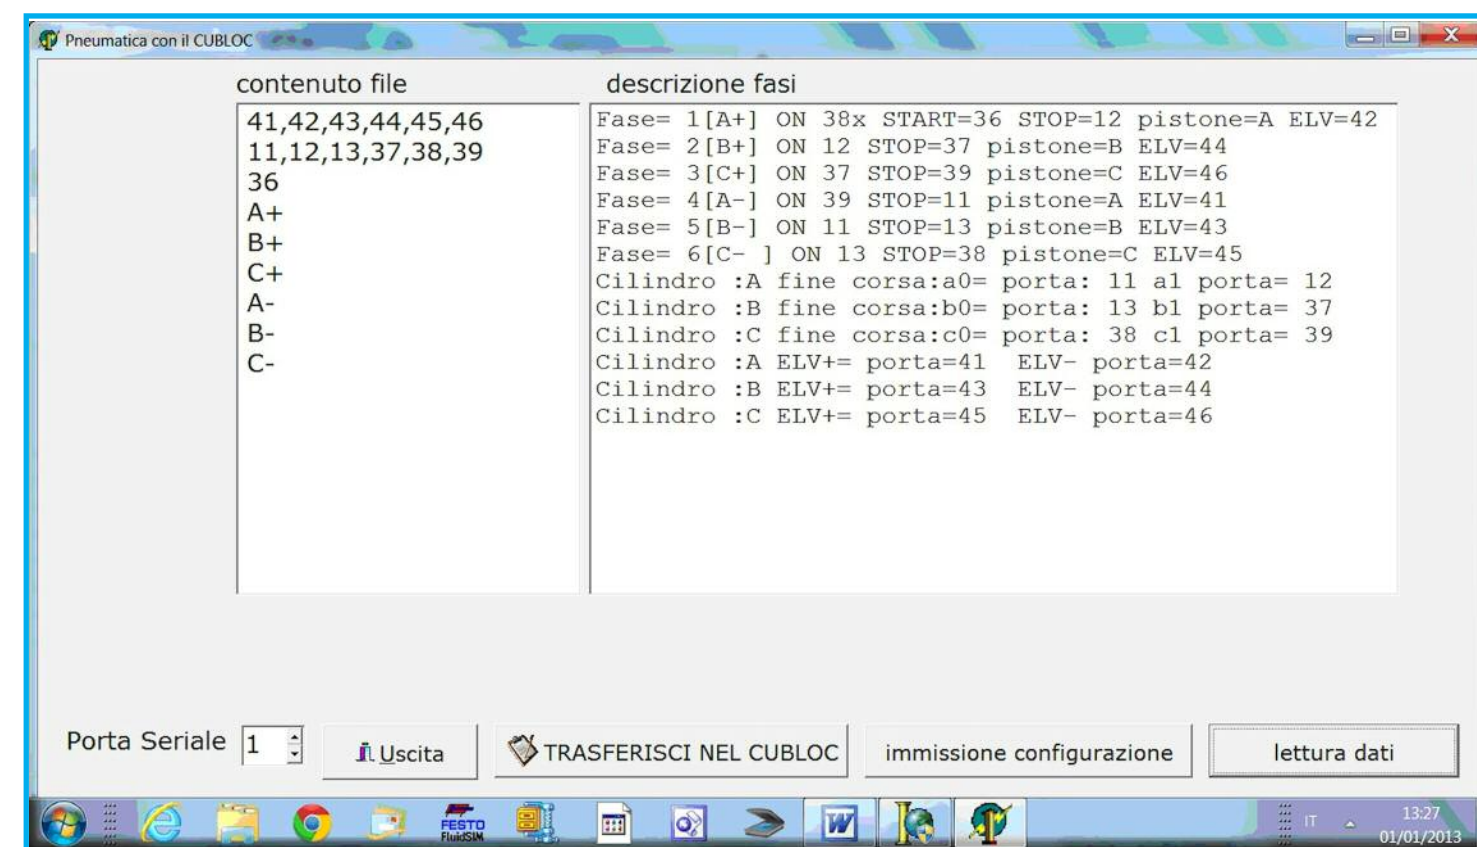 Pneumatica con il CUBLOC
contenuto file
41,42,43,44,45,46
11,12,13,37,38,39
36
A+
B+
C+
A-
B-
C-
descrizione fasi
Fase= 1[A+] ON 38x START=36 STOP=12 pistone=A ELV=42
Fase= 2[B+] ON 12 STOP=37 pistone=B ELV=44
Fase= 3[C+] ON 37 STOP=39 pistone=C ELV=46
Fase= 4[A-] ON 39 STOP=11 pistone=A ELV=41
Fase= 5[B-] ON 11 STOP=13 pistone=B ELV=43
Fase= 6[C- ] ON 13 STOP=38 pistone=C ELV=45
Cilindro :A fine corsa:a0= porta: 11 a1 porta= 12
Cilindro :B fine corsa:b0= porta: 13 b1 porta= 37
Cilindro :C fine corsa:c0= porta: 38 c1 porta= 39
Cilindro :A ELV+= porta=41 ELV- porta=42
Cilindro :B ELV+= porta=43 ELV- porta=44
Cilindro :C ELV+= porta=45 ELV- porta=46
Porta Seriale 1
Uscita
TRASFERISCI NEL CUBLOC
immissione configurazione
lettura dati
FESTO
FluidSIM
IT
13:27
01/01/2013